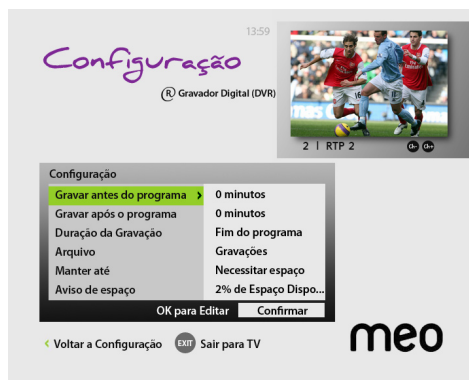 13:59
Configuração
R Gravador Digital (DVR)
2 | RTP 2 ch- ch+
Configuração
Gravar antes do programa > 0 minutos
Gravar após o programa 0 minutos
Duração da Gravação Fim do programa
Arquivo Gravações
Manter até Necessitar espaço
Aviso de espaço 2% de Espaço Dispo...
OK para Editar Confirmar
< Voltar a Configuração EXIT Sair para TV
meo